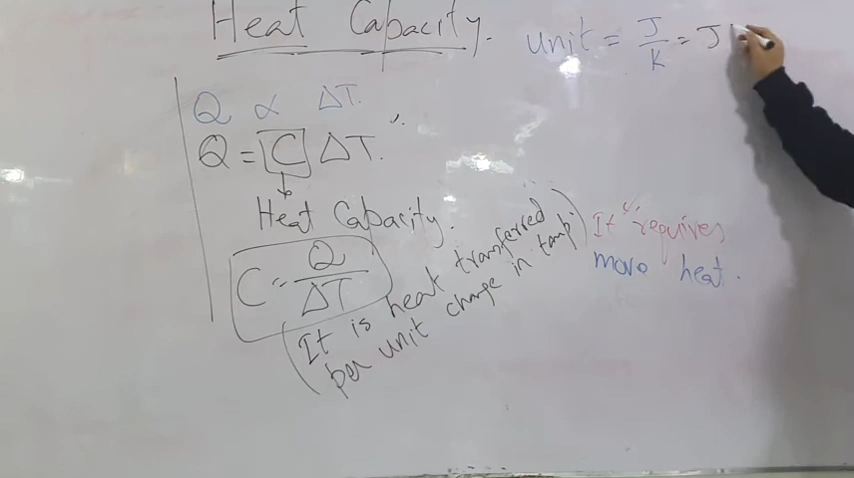 Heat Capacity.
unit = J/K = J
Q ∝ ΔT.
Q = C ΔT.
Heat Capacity.
C = Q/ΔT
(It is heat transferred
per unit change in temp.)
It requires
more heat.